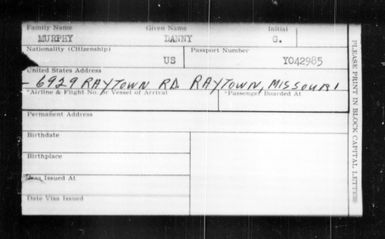 Family Name Given Name Initial
MURPHY DANNY G.
Nationality (Citizenship) Passport Number
US Y042985
United States Address
6929 RAYTOWN RD. RAYTOWN, MISSOURI
*Airline & Flight No. or Vessel of Arrival *Passenger Boarded At
Permanent Address
Birthdate
Birthplace
Visa Issued At
Date Visa Issued
PLEASE PRINT IN BLOCK CAPITAL LETTERS